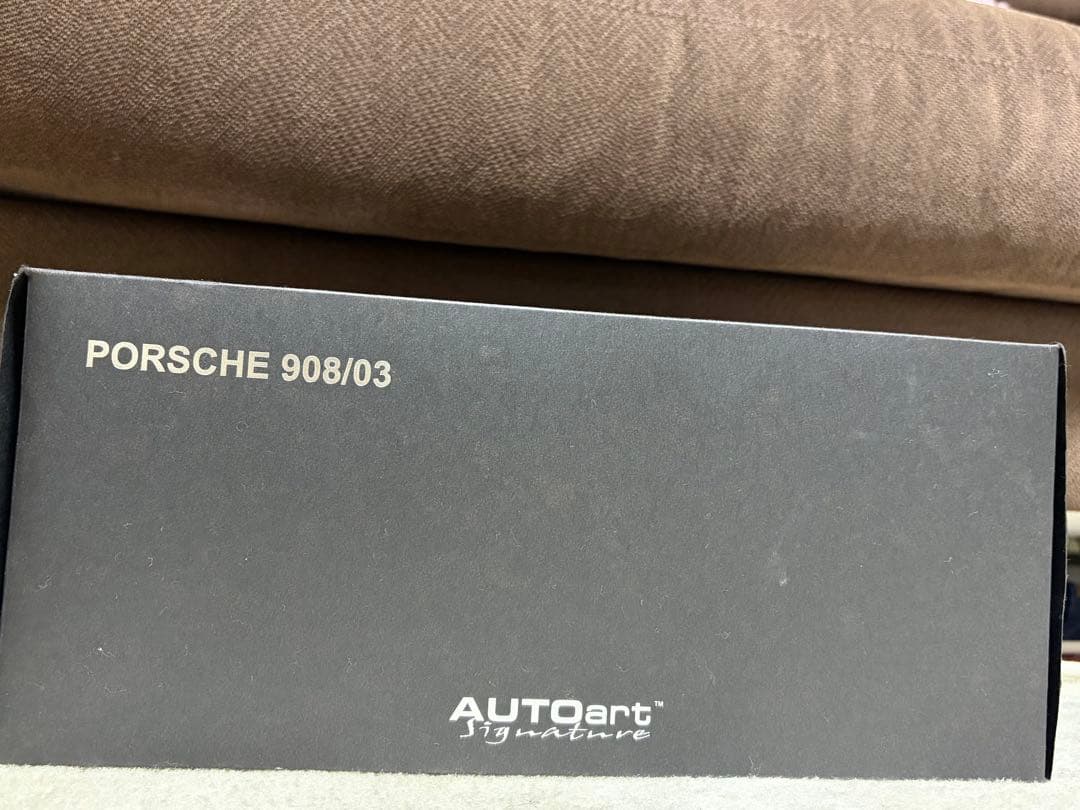 PORSCHE 908/03
AUTOart™
Signature